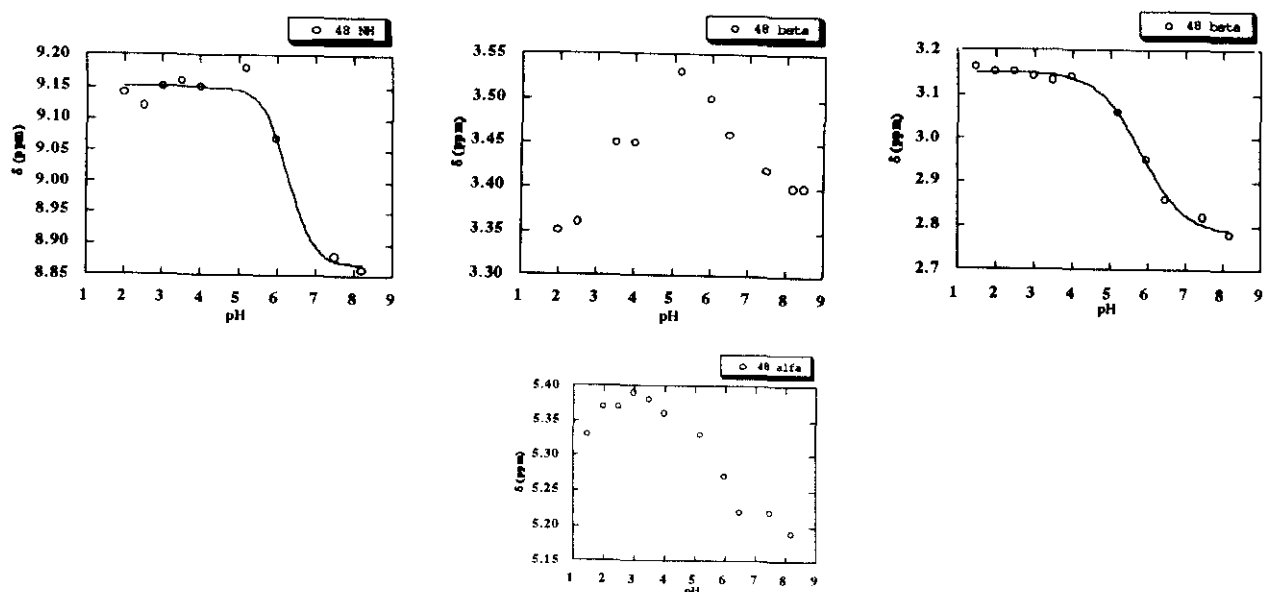 48 NH
9.20
9.15
9.10
9.05
9.00
8.95
8.90
8.85
δ (ppm)
1 2 3 4 5 6 7 8 9
pH
48 beta
3.55
3.50
3.45
3.40
3.35
3.30
δ (ppm)
1 2 3 4 5 6 7 8 9
pH
48 beta
3.2
3.1
3.0
2.9
2.8
2.7
δ (ppm)
1 2 3 4 5 6 7 8 9
pH
48 alfa
5.40
5.35
5.30
5.25
5.20
5.15
δ (ppm)
1 2 3 4 5 6 7 8 9
pH